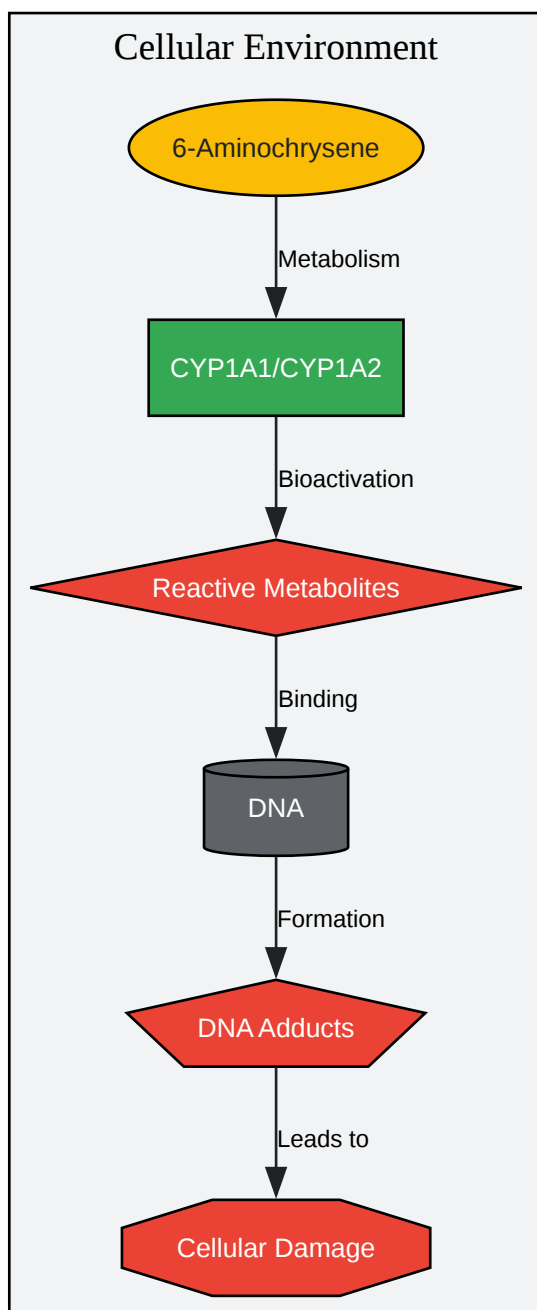 Cellular Environment
6-Aminochrysene
Metabolism
CYP1A1/CYP1A2
Bioactivation
Reactive Metabolites
Binding
DNA
Formation
DNA Adducts
Leads to
Cellular Damage